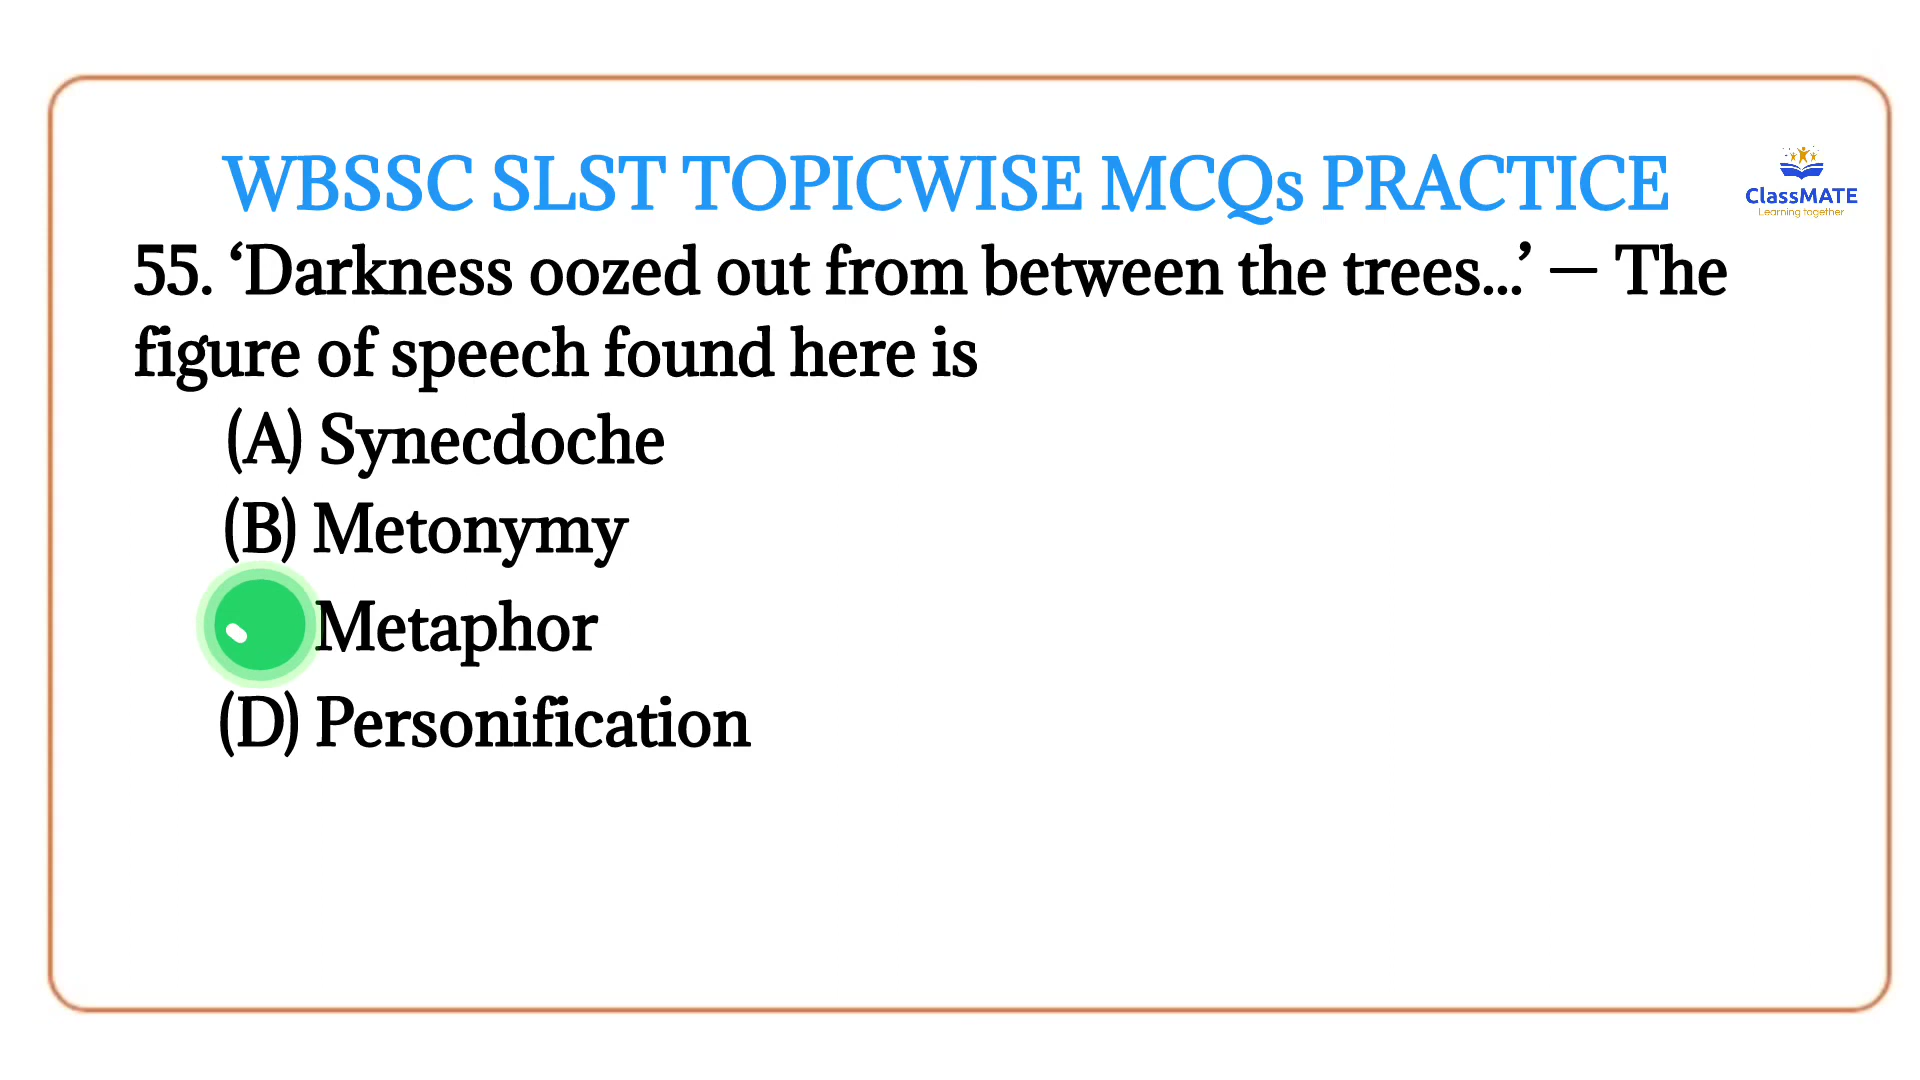 WBSSC SLST TOPICWISE MCQs PRACTICE
ClassMATE
Learning together
55. ‘Darkness oozed out from between the trees...’ — The
figure of speech found here is
(A) Synecdoche
(B) Metonymy
Metaphor
(D) Personification